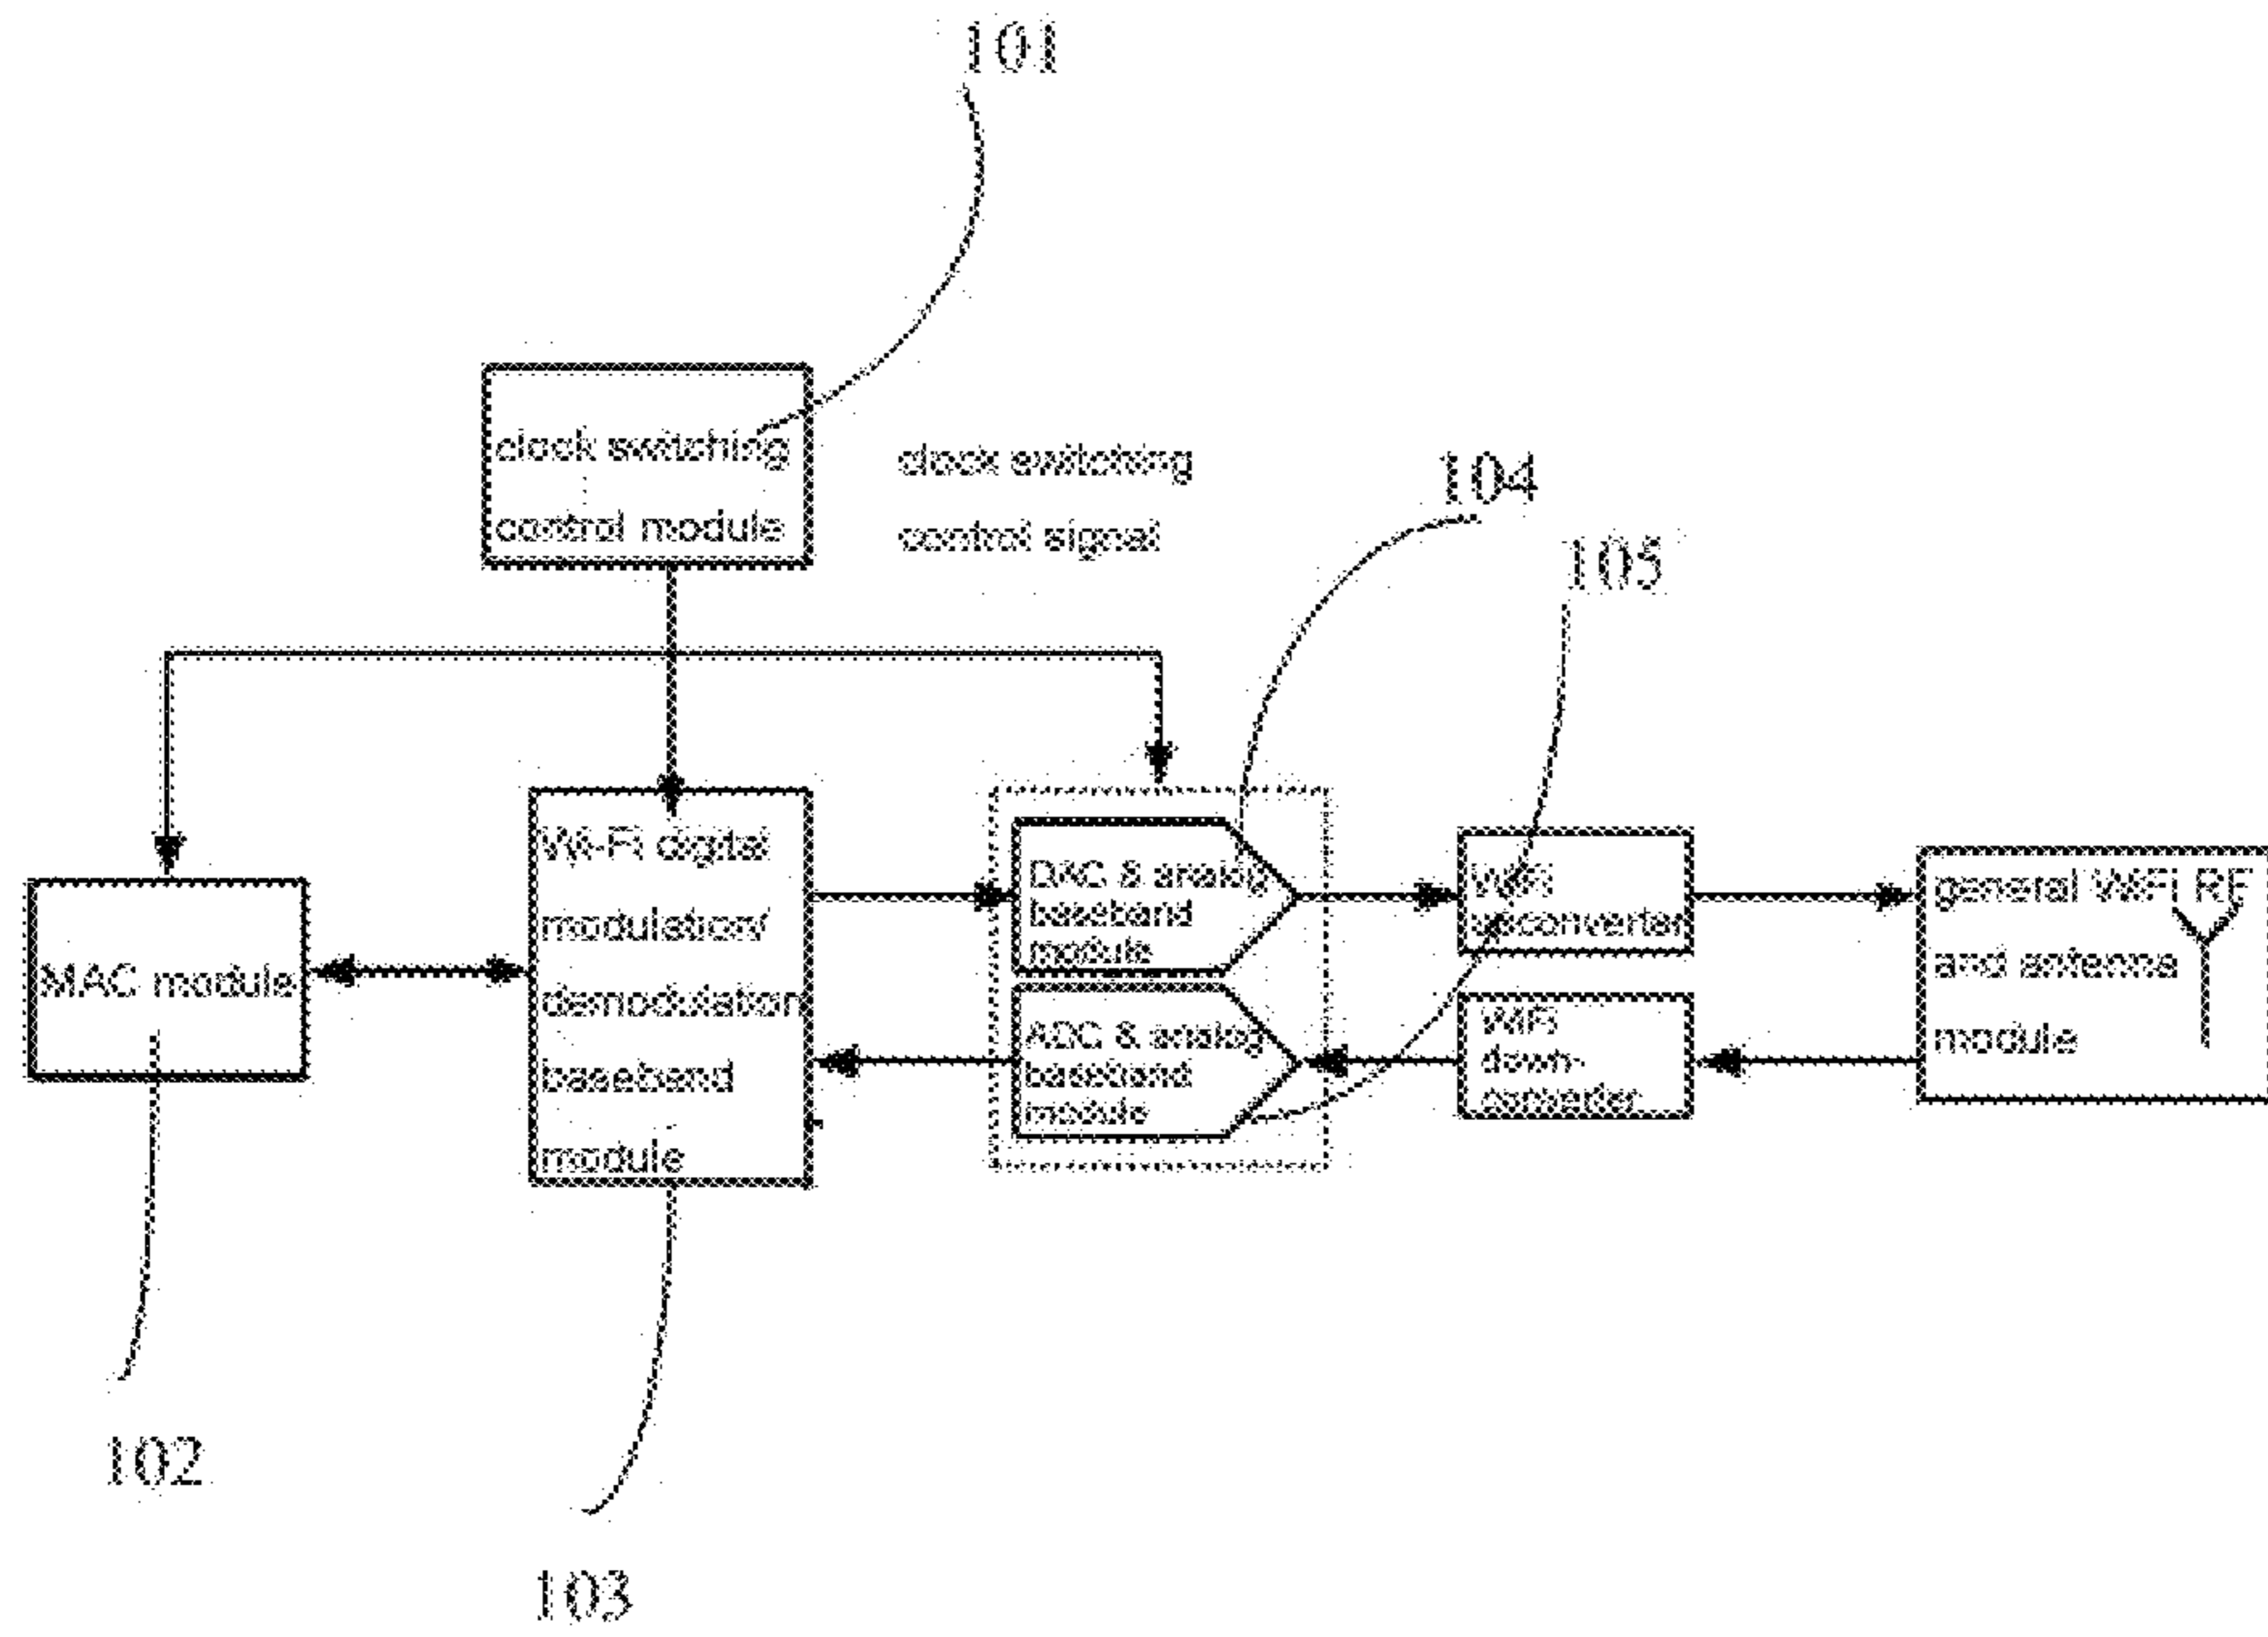 101
clock switching
control module
clock switching
control signal
104
105
MAC module
Wi-Fi digital
modulation/
demodulation
baseband
module
DAC & analog
baseband
module
ADC & analog
baseband
module
WiFi
upconverter
WiFi
down-
converter
general WiFi RF
and antenna
module
102
103